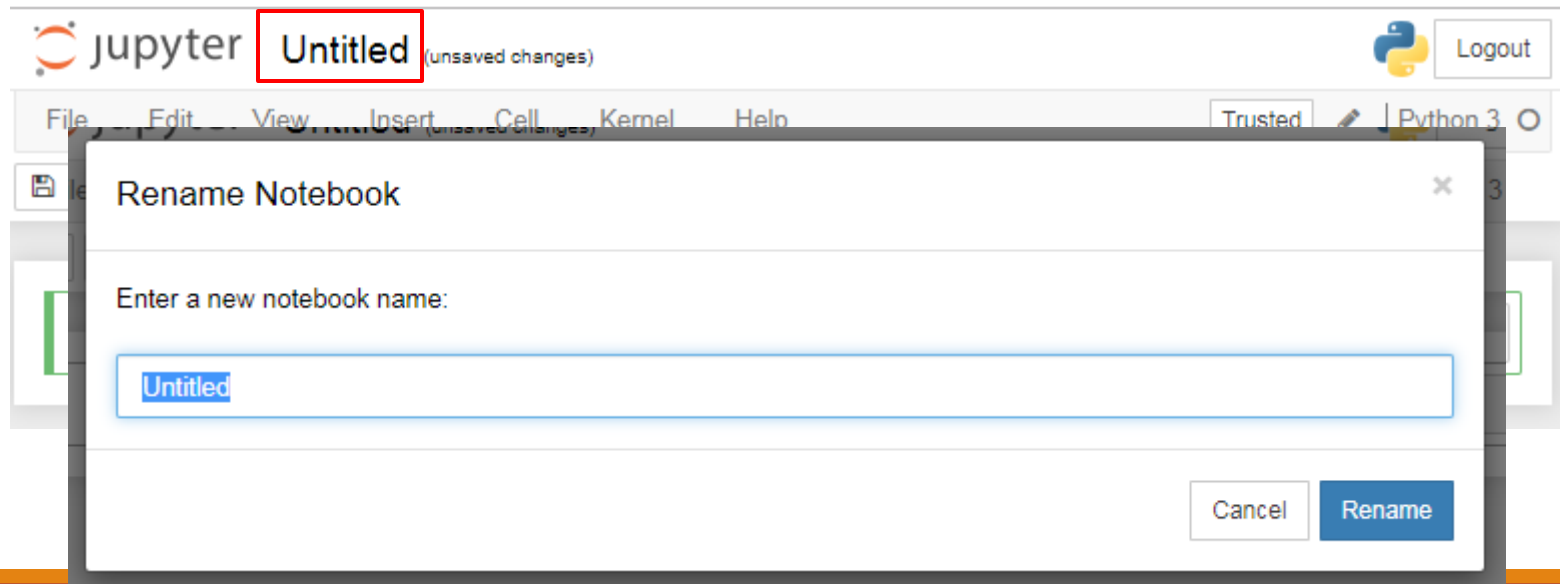 jupyter Untitled (unsaved changes) Logout
File Edit View Insert Cell Kernel Help Trusted Python 3
Rename Notebook ×
3
Enter a new notebook name:
Untitled
Cancel Rename